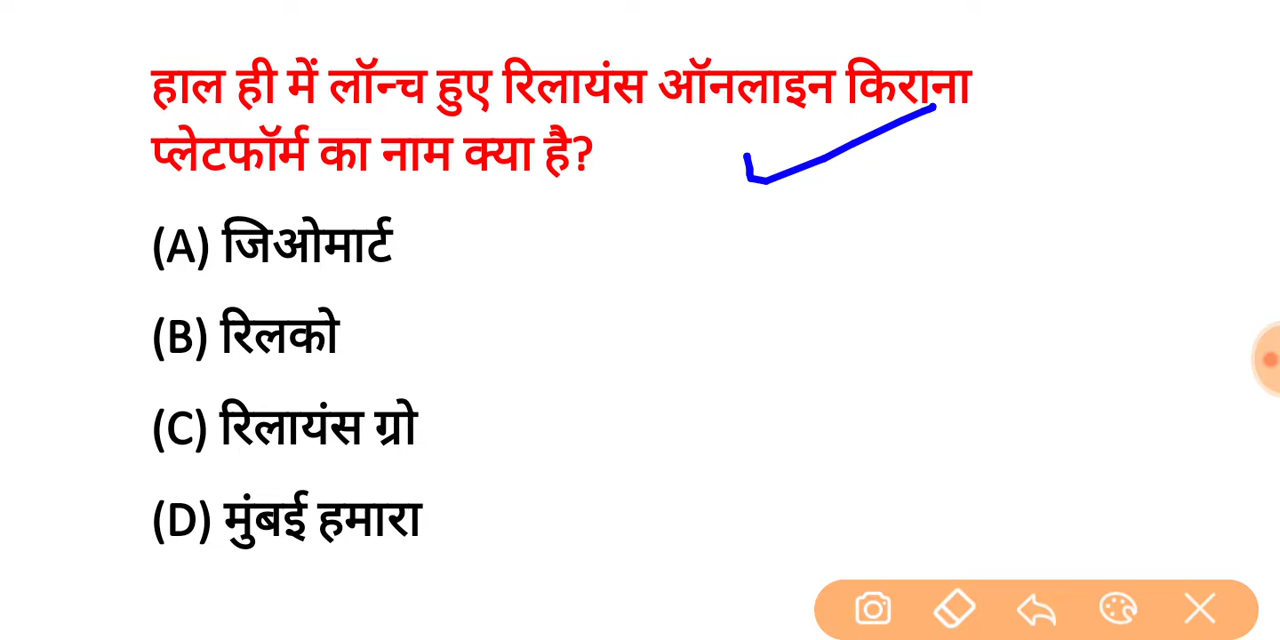 हाल ही में लॉन्च हुए रिलायंस ऑनलाइन किराना
प्लेटफॉर्म का नाम क्या है?
(A) जिओमार्ट
(B) रिलको
(C) रिलायंस ग्रो
(D) मुंबई हमारा